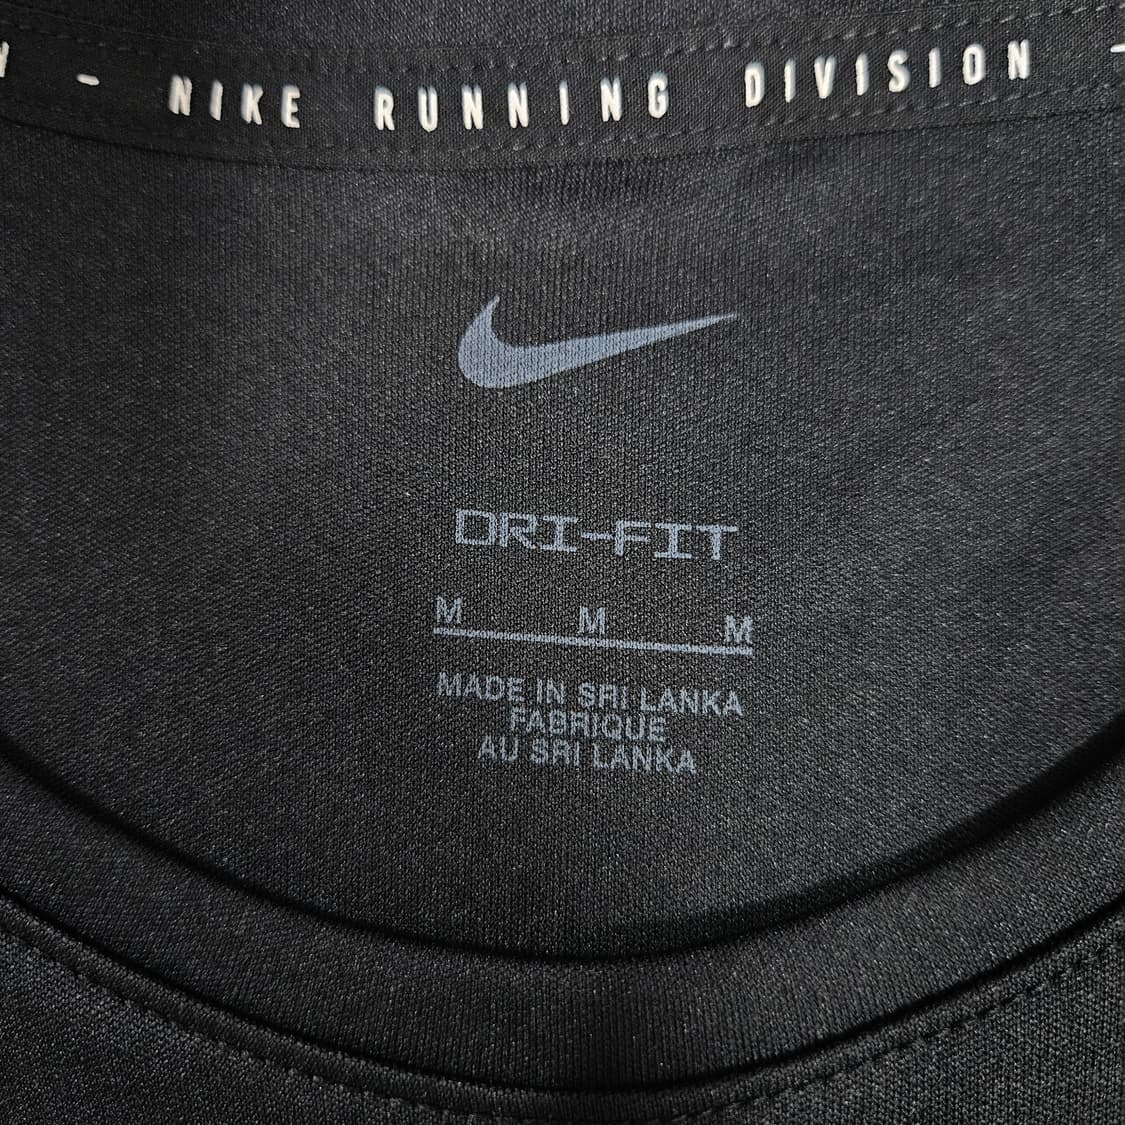 - NIKE RUNNING DIVISION -
DRI-FIT
M M M
MADE IN SRI LANKA
FABRIQUE
AU SRI LANKA